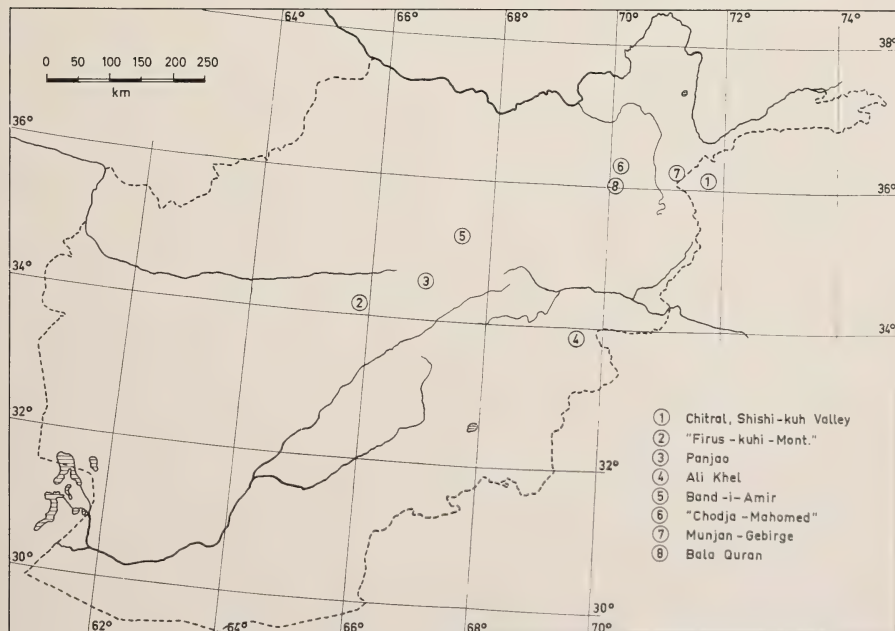 64° 66° 68° 70° 72° 74°
38°
0 50 100 150 200 250
km
36°
⑥ ⑦
⑧ ①
36°
⑤
34°
③
②
34°
④
32°
① Chitral, Shishi-kuh Valley
② "Firus-kuhi-Mont."
③ Panjao
④ Ali Khel
32°
⑤ Band-i-Amir
⑥ "Chodja-Mahomed"
⑦ Munjan-Gebirge
⑧ Bala Quran
30°
30°
62° 64° 66° 68° 70°